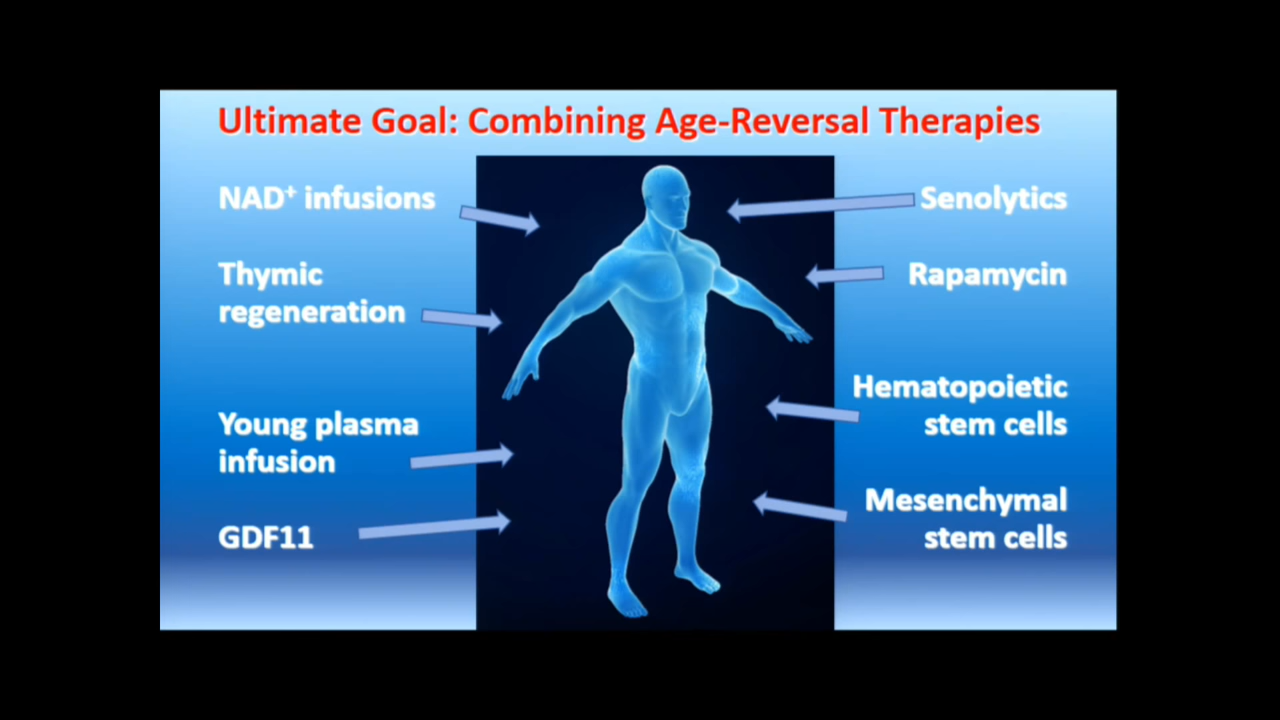 Ultimate Goal: Combining Age-Reversal Therapies
NAD⁺ infusions
Thymic
regeneration
Young plasma
infusion
GDF11
Senolytics
Rapamycin
Hematopoietic
stem cells
Mesenchymal
stem cells